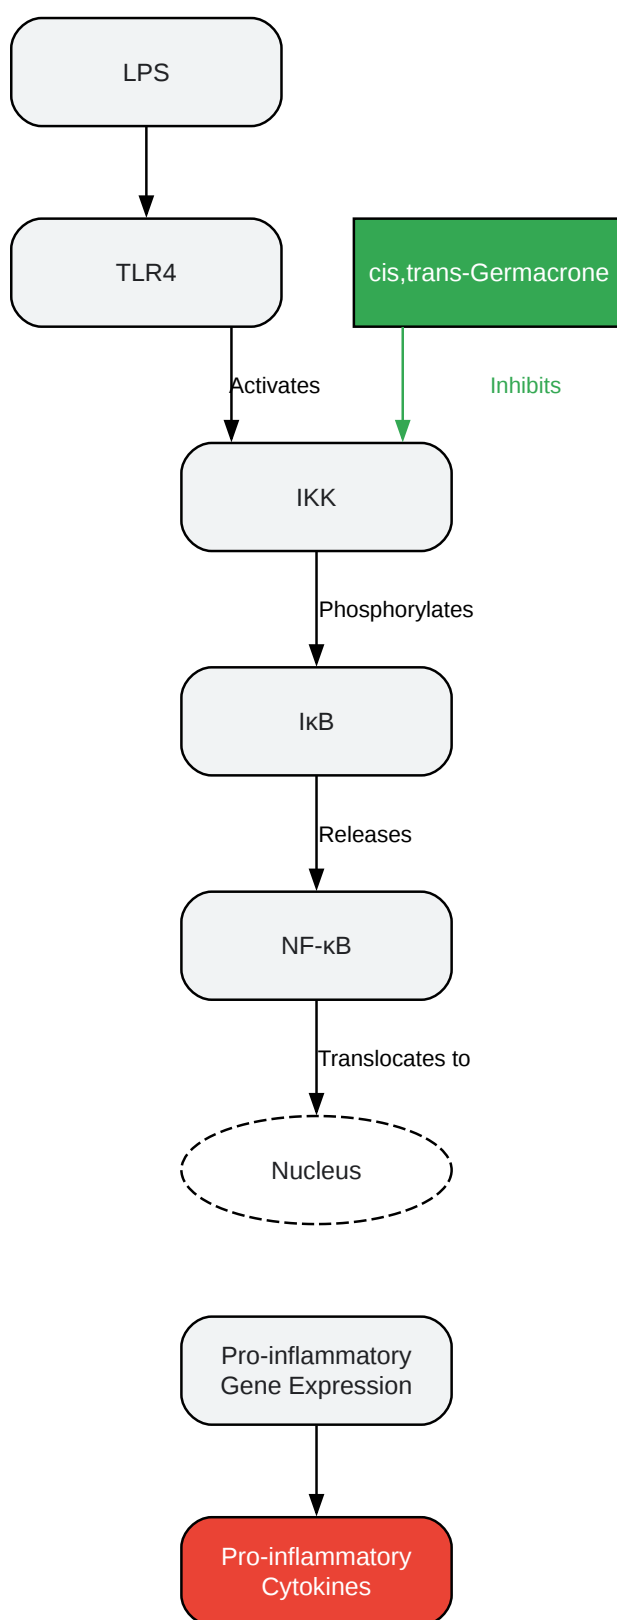 LPS
TLR4
cis,trans-Germacrone
Activates
Inhibits
IKK
Phosphorylates
IκB
Releases
NF-κB
Translocates to
Nucleus
Pro-inflammatory
Gene Expression
Pro-inflammatory
Cytokines